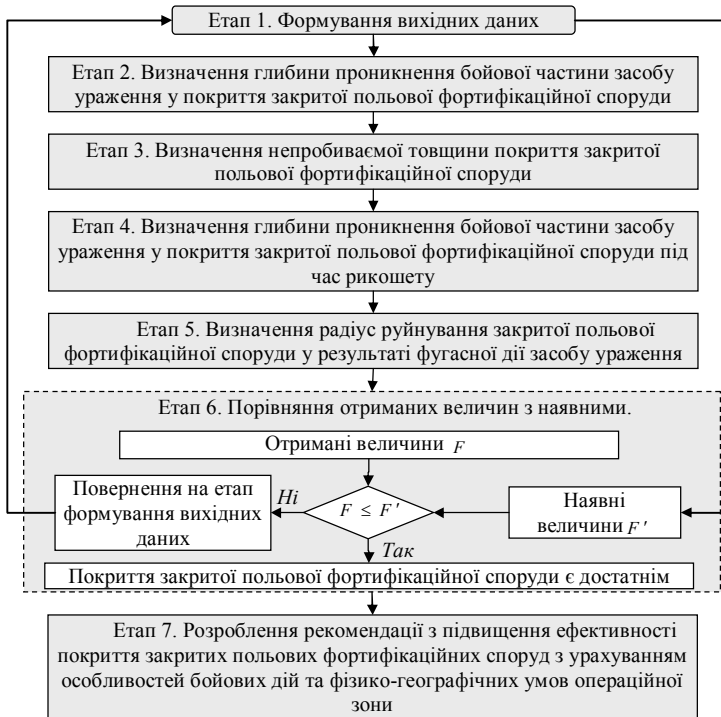 Етап 1. Формування вихідних даних
Етап 2. Визначення глибини проникнення бойової частини засобу
ураження у покриття закритої польової фортифікаційної споруди
Етап 3. Визначення непробиваємої товщини покриття закритої
польової фортифікаційної споруди
Етап 4. Визначення глибини проникнення бойової частини засобу
ураження у покриття закритої польової фортифікаційної споруди під
час рикошету
Етап 5. Визначення радіус руйнування закритої польової
фортифікаційної споруди у результаті фугасної дії засобу ураження
Етап 6. Порівняння отриманих величин з наявними.
Отримані величини F
Повернення на етап
формування вихідних
даних
Ні
F ≤ F'
Наявні
величини F'
Так
Покриття закритої польової фортифікаційної споруди є достатнім
Етап 7. Розроблення рекомендації з підвищення ефективності
покриття закритих польових фортифікаційних споруд з урахуванням
особливостей бойових дій та фізико-географічних умов операційної
зони